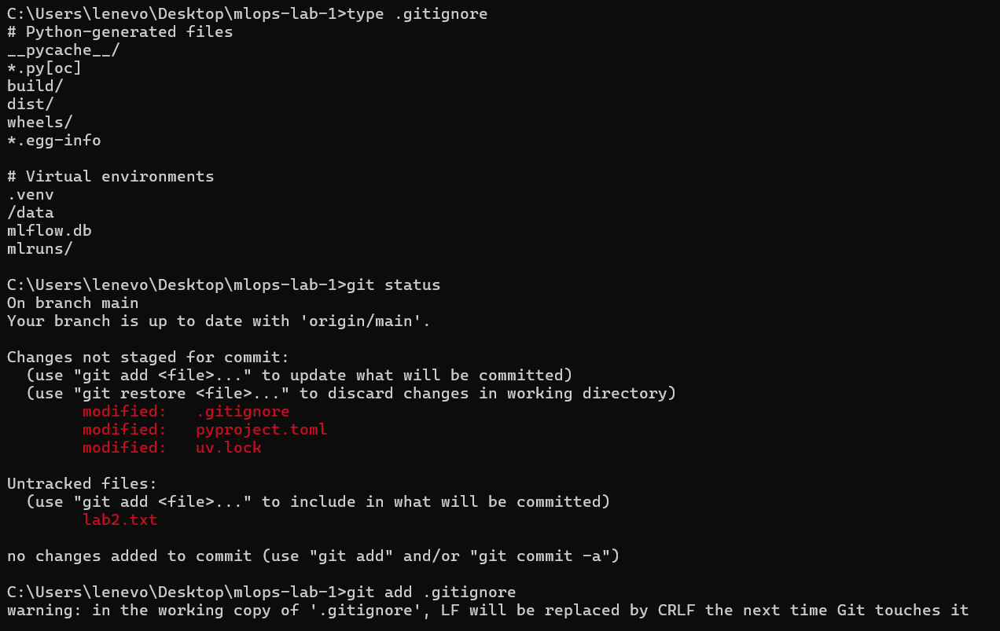 C:\Users\lenevo\Desktop\mlops-lab-1>type .gitignore
# Python-generated files
__pycache__/
*.py[oc]
build/
dist/
wheels/
*.egg-info

# Virtual environments
.venv
/data
mlflow.db
mlruns/

C:\Users\lenevo\Desktop\mlops-lab-1>git status
On branch main
Your branch is up to date with 'origin/main'.

Changes not staged for commit:
  (use "git add <file>..." to update what will be committed)
  (use "git restore <file>..." to discard changes in working directory)
        modified:   .gitignore
        modified:   pyproject.toml
        modified:   uv.lock

Untracked files:
  (use "git add <file>..." to include in what will be committed)
        lab2.txt

no changes added to commit (use "git add" and/or "git commit -a")

C:\Users\lenevo\Desktop\mlops-lab-1>git add .gitignore
warning: in the working copy of '.gitignore', LF will be replaced by CRLF the next time Git touches it